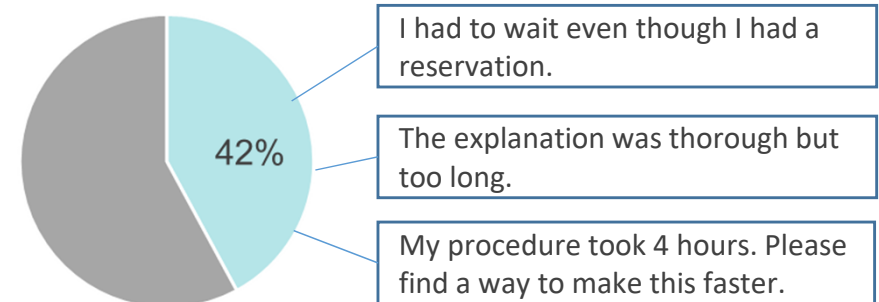 I had to wait even though I had a
reservation.
42%
The explanation was thorough but
too long.
My procedure took 4 hours. Please
find a way to make this faster.